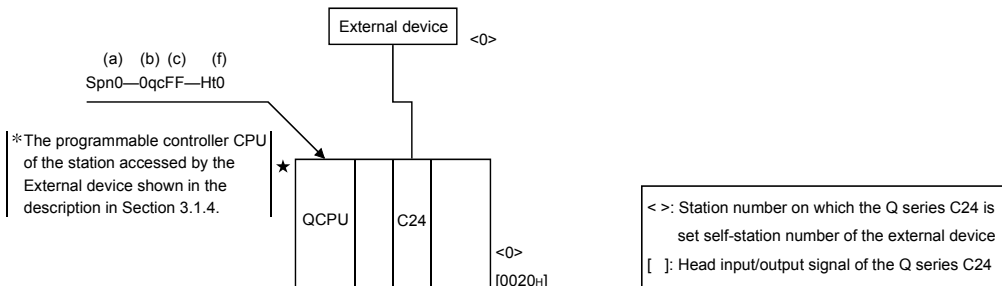 External device
<0>
(a) (b) (c) (f)
Spn0—0qcFF—Ht0
*The programmable controller CPU
of the station accessed by the
External device shown in the
description in Section 3.1.4.
★
QCPU
C24
<0>
[0020H]
< >: Station number on which the Q series C24 is
set self-station number of the external device
[ ]: Head input/output signal of the Q series C24